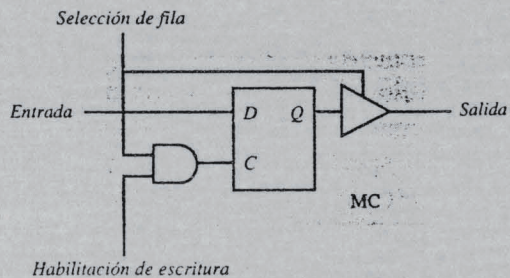 Selección de fila
Entrada
D
Q
Salida
C
MC
Habilitación de escritura